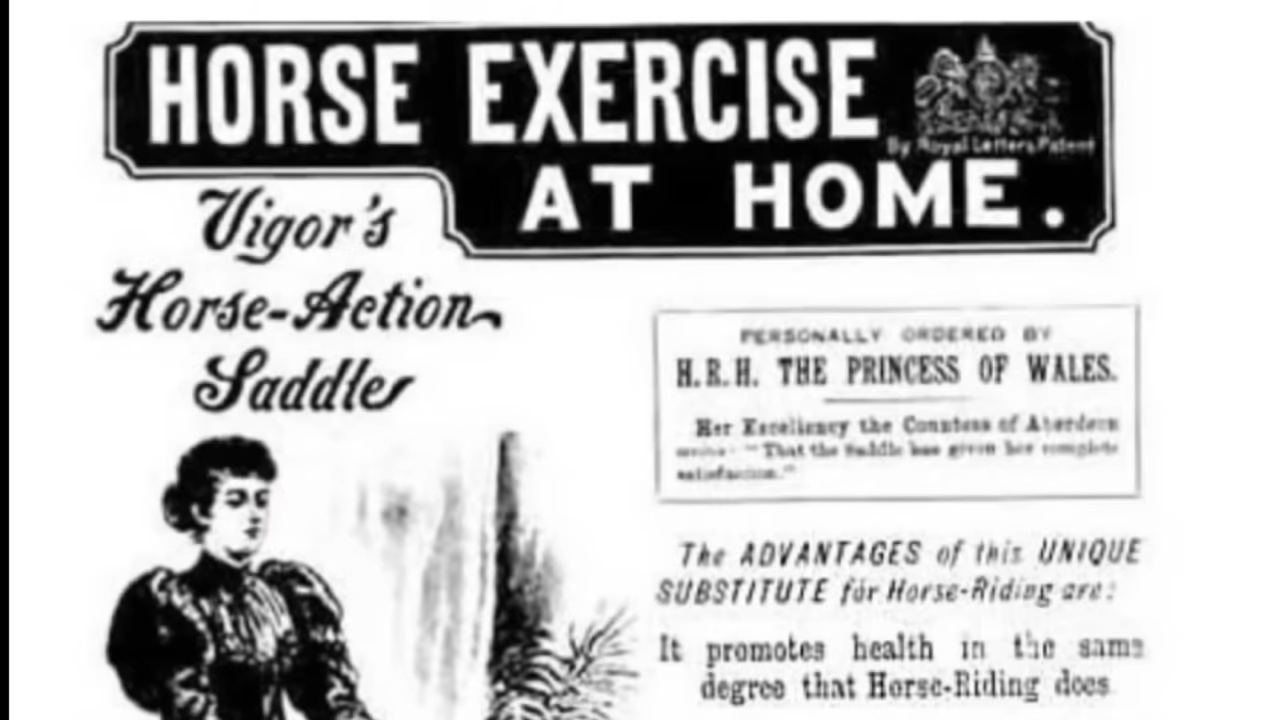 HORSE EXERCISE
By Royal Letters Patent
AT HOME.
Vigor's
Horse-Action
Saddle
PERSONALLY ORDERED BY
H.R.H. THE PRINCESS OF WALES.
Her Excellency the Countess of Aberdeen
"That the Saddle has given her complete
satisfaction."
The ADVANTAGES of this UNIQUE
SUBSTITUTE for Horse-Riding are:
It promotes health in the same
degree that Horse-Riding does